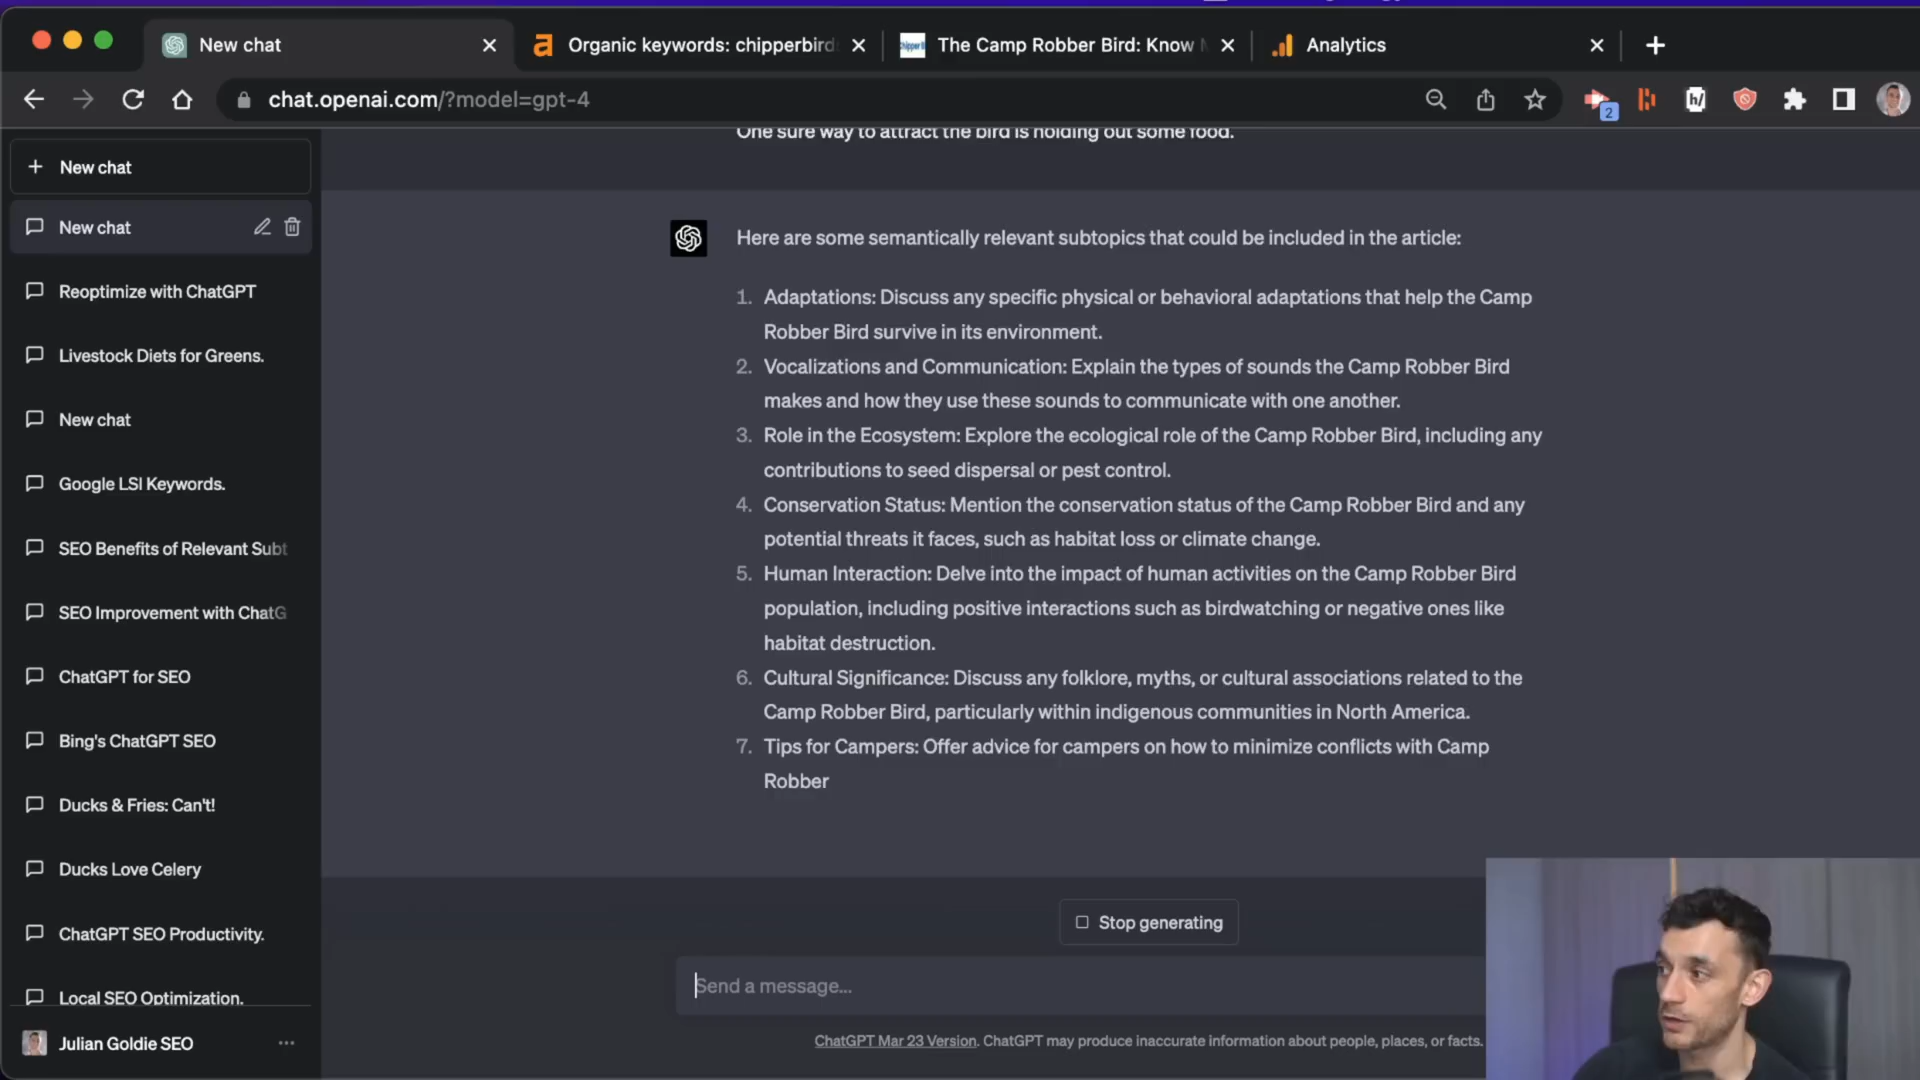 New chat
Organic keywords: chipperbird
The Camp Robber Bird: Know
Analytics
chat.openai.com/?model=gpt-4
2
h/
One sure way to attract the bird is holding out some food.
New chat
New chat
Reoptimize with ChatGPT
Livestock Diets for Greens.
New chat
Google LSI Keywords.
SEO Benefits of Relevant Subt
SEO Improvement with ChatG
ChatGPT for SEO
Bing's ChatGPT SEO
Ducks & Fries: Can't!
Ducks Love Celery
ChatGPT SEO Productivity.
Local SEO Optimization.
Julian Goldie SEO
Here are some semantically relevant subtopics that could be included in the article:
1. Adaptations: Discuss any specific physical or behavioral adaptations that help the Camp
Robber Bird survive in its environment.
2. Vocalizations and Communication: Explain the types of sounds the Camp Robber Bird
makes and how they use these sounds to communicate with one another.
3. Role in the Ecosystem: Explore the ecological role of the Camp Robber Bird, including any
contributions to seed dispersal or pest control.
4. Conservation Status: Mention the conservation status of the Camp Robber Bird and any
potential threats it faces, such as habitat loss or climate change.
5. Human Interaction: Delve into the impact of human activities on the Camp Robber Bird
population, including positive interactions such as birdwatching or negative ones like
habitat destruction.
6. Cultural Significance: Discuss any folklore, myths, or cultural associations related to the
Camp Robber Bird, particularly within indigenous communities in North America.
7. Tips for Campers: Offer advice for campers on how to minimize conflicts with Camp
Robber
Stop generating
Send a message...
ChatGPT Mar 23 Version. ChatGPT may produce inaccurate information about people, places, or facts.